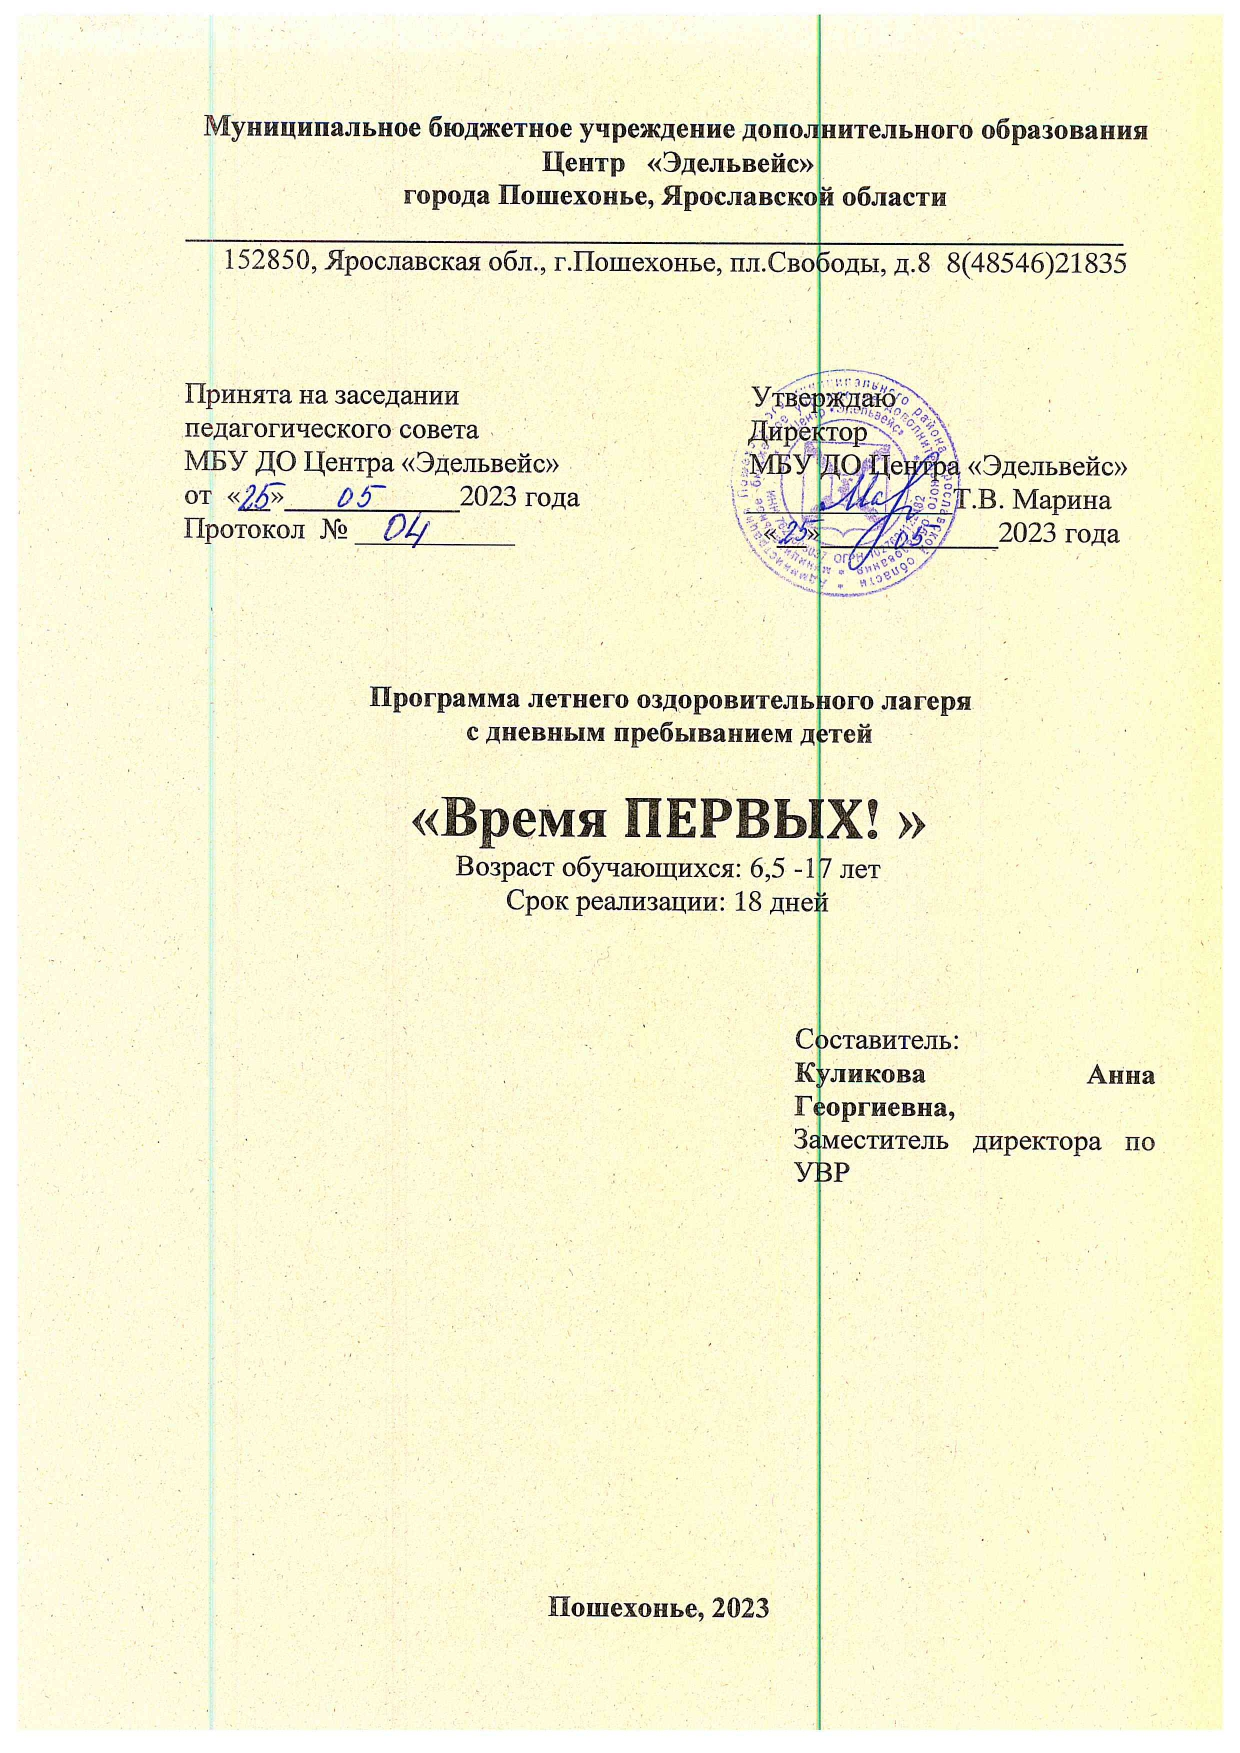 Муниципальное бюджетное учреждение дополнительного образования
Центр «Эдельвейс»
города Пошехонье, Ярославской области
152850, Ярославская обл., г.Пошехонье, пл.Свободы, д.8 8(48546)21835
Принята на заседании
педагогического совета
МБУ ДО Центра «Эдельвейс»
от «25» 05 2023 года
Протокол № 04
Утверждаю
Директор
МБУ ДО Центра «Эдельвейс»
Т.В. Марина
«25» 05 2023 года
Программа летнего оздоровительного лагеря
с дневным пребыванием детей
«Время ПЕРВЫХ! »
Возраст обучающихся: 6,5 -17 лет
Срок реализации: 18 дней
Составитель:
Куликова Анна
Георгиевна,
Заместитель директора по
УВР
Пошехонье, 2023